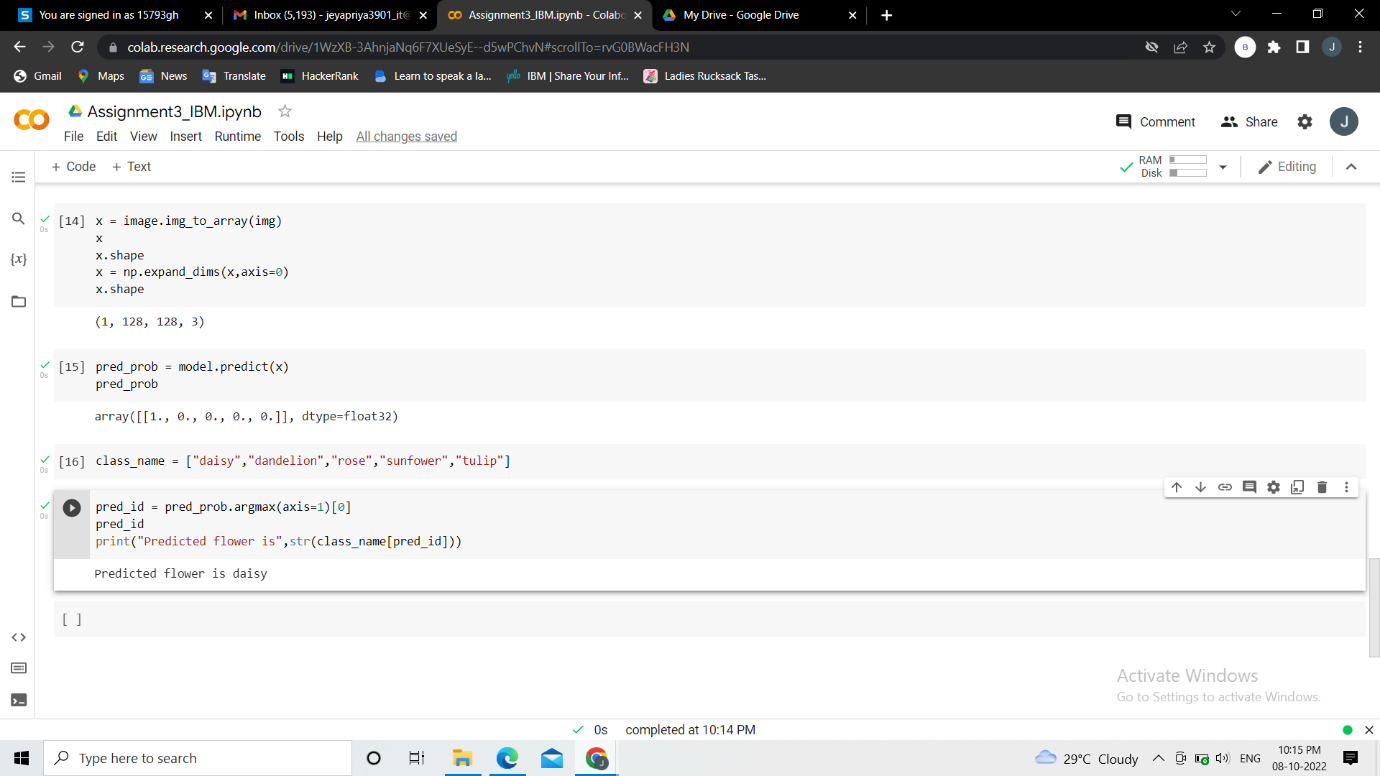 You are signed in as 15793gh
Inbox (5,193) - jeyapriya3901_it@
Assignment3_IBM.ipynb - Colabo
My Drive - Google Drive
colab.research.google.com/drive/1WzXB-3AhnjaNq6F7XUeSyE--d5wPChvN#scrollTo=rvG0BWacFH3N
B
J
Gmail
Maps
News
Translate
HackerRank
Learn to speak a la...
IBM | Share Your Inf...
Ladies Rucksack Tas...
Assignment3_IBM.ipynb
Comment
Share
J
File Edit View Insert Runtime Tools Help All changes saved
+ Code + Text
RAM
Disk
Editing
0s
[14] x = image.img_to_array(img)
x
x.shape
x = np.expand_dims(x,axis=0)
x.shape
(1, 128, 128, 3)
0s
[15] pred_prob = model.predict(x)
pred_prob
array([[1., 0., 0., 0., 0.]], dtype=float32)
0s
[16] class_name = ["daisy","dandelion","rose","sunfower","tulip"]
0s
pred_id = pred_prob.argmax(axis=1)[0]
pred_id
print("Predicted flower is",str(class_name[pred_id]))
Predicted flower is daisy
[ ]
Activate Windows
Go to Settings to activate Windows.
0s completed at 10:14 PM
Type here to search
29°C Cloudy
ENG
10:15 PM
08-10-2022